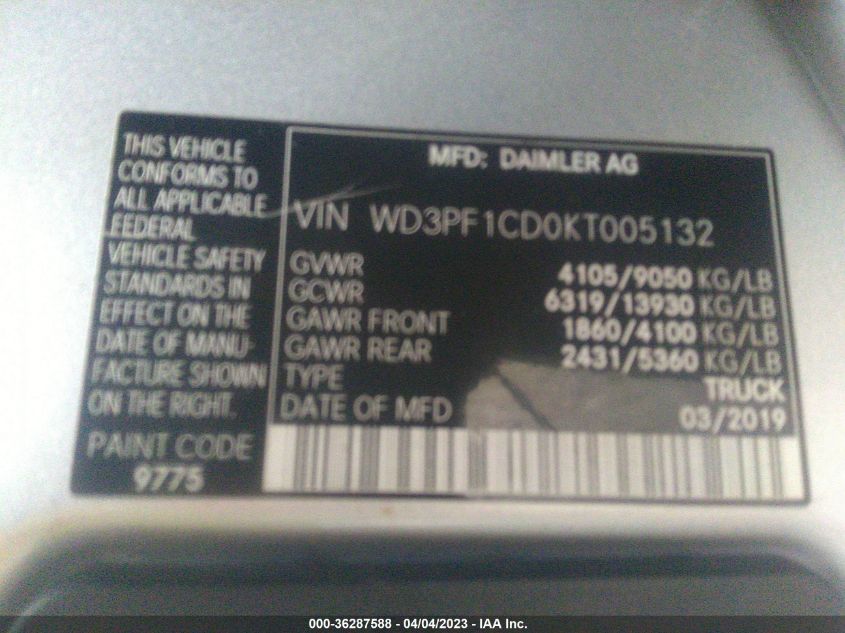 THIS VEHICLE
CONFORMS TO
ALL APPLICABLE
FEDERAL
VEHICLE SAFETY
STANDARDS IN
EFFECT ON THE
DATE OF MANU-
FACTURE SHOWN
ON THE RIGHT.
PAINT CODE
9775
MFD: DAIMLER AG
VIN WD3PF1CD0KT005132
GVWR 4105/9050 KG/LB
GCWR 6319/13930 KG/LB
GAWR FRONT 1860/4100 KG/LB
GAWR REAR 2431/5360 KG/LB
TYPE TRUCK
DATE OF MFD 03/2019
000-36287588 - 04/04/2023 - IAA Inc.